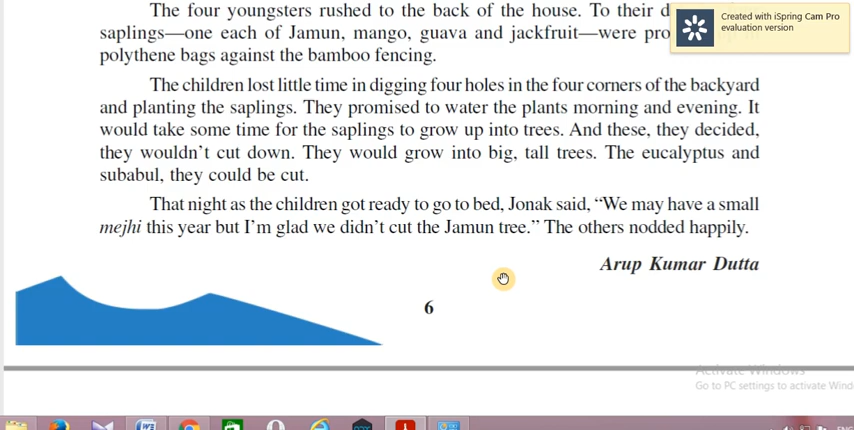 The four youngsters rushed to the back of the house. To their
saplings—one each of Jamun, mango, guava and jackfruit—were
polythene bags against the bamboo fencing.
The children lost little time in digging four holes in the four corners of the backyard
and planting the saplings. They promised to water the plants morning and evening. It
would take some time for the saplings to grow up into trees. And these, they decided,
they wouldn't cut down. They would grow into big, tall trees. The eucalyptus and
subabul, they could be cut.
That night as the children got ready to go to bed, Jonak said, “We may have a small
mejhi this year but I'm glad we didn't cut the Jamun tree.” The others nodded happily.
Arup Kumar Dutta
6
Created with iSpring Cam Pro
evaluation version
Activate Windows
Go to PC settings to activate Wind
ENG